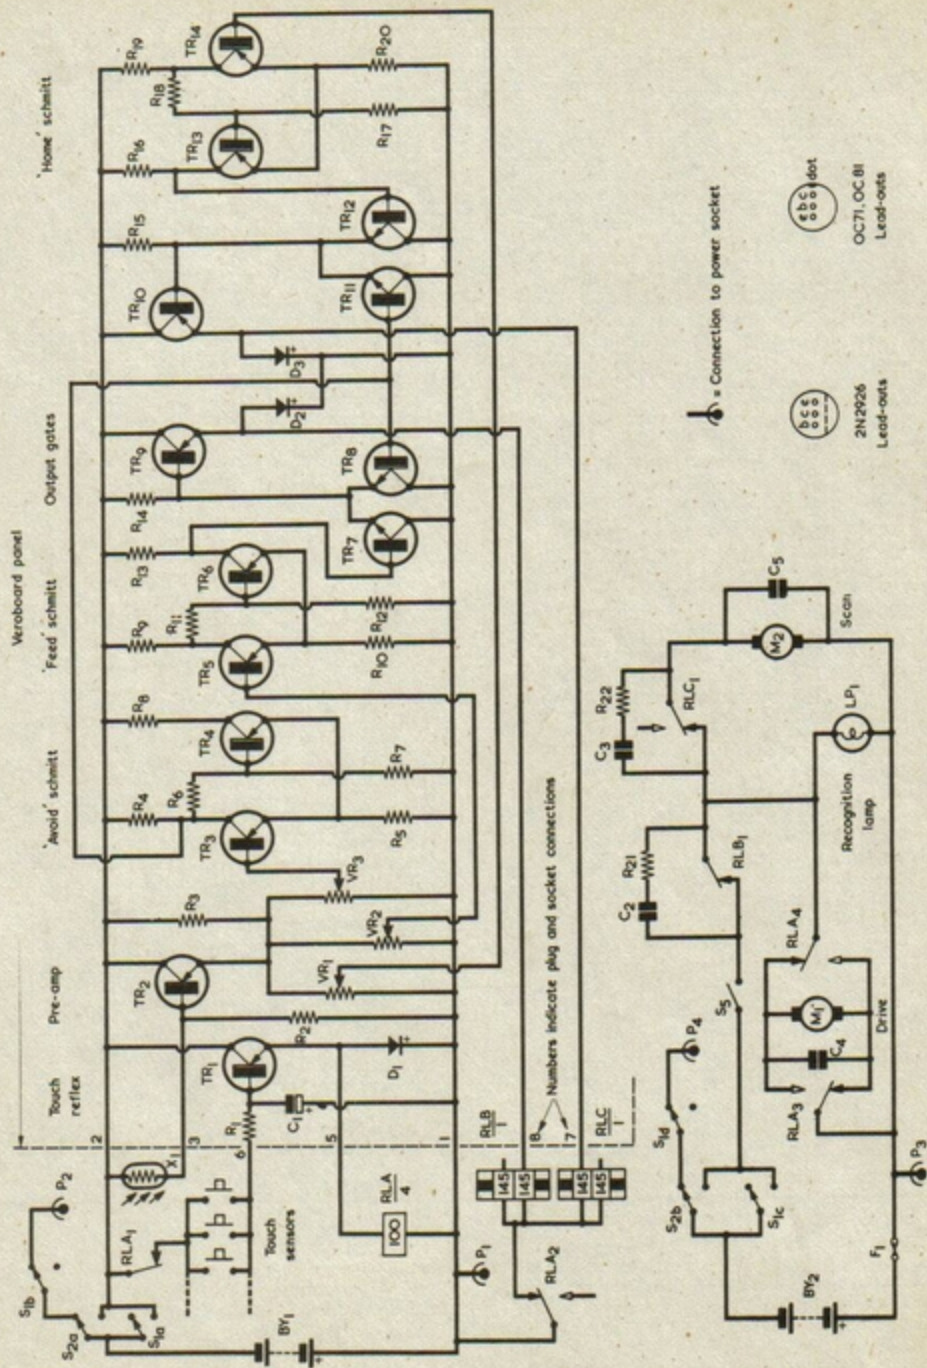 Veroboard panel
Touch reflex
Pre-amp
'Avoid' schmitt
'Feed' schmitt
Output gates
'Home' schmitt
S1b
P2
S2a
S1a
RLA1
X1
2
3
6
5
1
Touch sensors
BY1
RLA
4
100
P1
R1
C1
TR1
D1
R2
TR2
R3
VR1
VR2
VR3
R4
R6
TR3
R5
R7
R8
TR4
R9
R11
TR5
R10
R12
TR6
R13
R14
TR7
TR8
TR9
D2
D3
TR10
TR11
TR12
R15
R16
TR13
R17
R18
R19
TR14
R20
RLA2
145
145
RLB
1
8
145
145
RLC
1
7
Numbers indicate plug and socket connections
= Connection to power socket
BY2
F1
S2b
S1c
S1d
P4
P3
S5
RLA3
C4
M1
Drive
RLA4
C2
R21
RLB1
Recognition lamp
LP1
C3
R22
RLC1
M2
C5
Scan
b c e
2N2926
Lead-outs
e b c
dot
OC71, OC81
Lead-outs